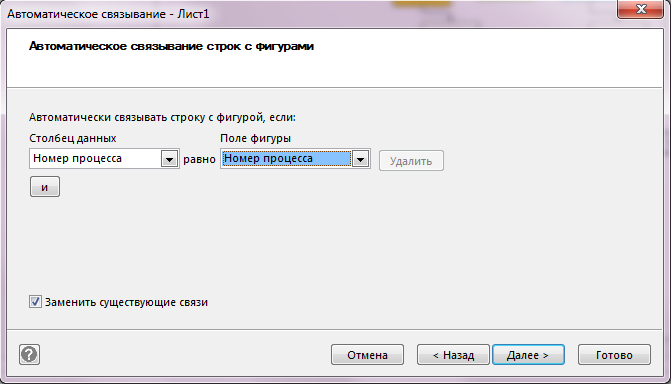 Автоматическое связывание - Лист1
Автоматическое связывание строк с фигурами
Автоматически связывать строку с фигурой, если:
Столбец данных Поле фигуры
Номер процесса равно Номер процесса Удалить
и
Заменить существующие связи
? Отмена < Назад Далее > Готово